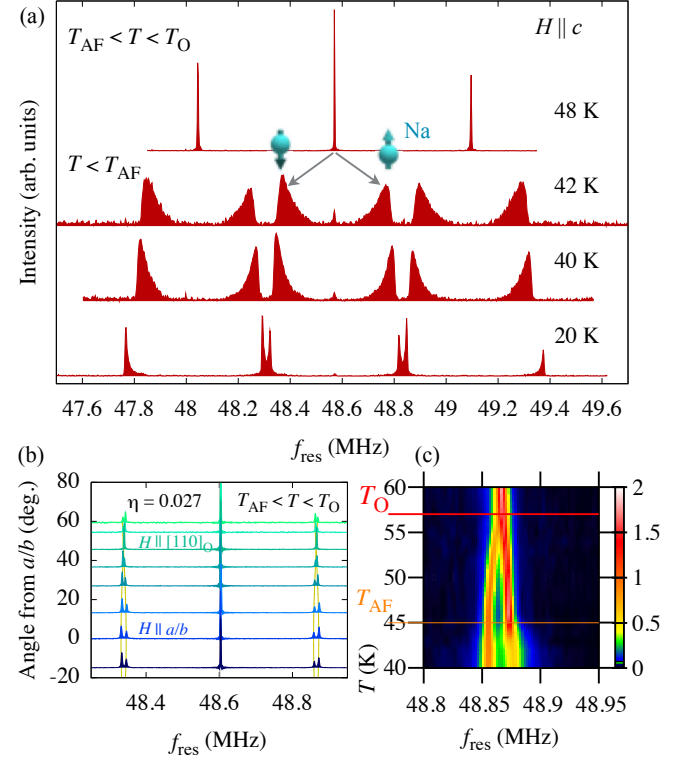 (a)
T_AF < T < T_O
H || c
48 K
Na
T < T_AF
42 K
40 K
20 K
Intensity (arb. units)
47.6 47.8 48 48.2 48.4 48.6 48.8 49 49.2 49.4 49.6
f_res (MHz)
(b)
80
60
40
20
0
-20
Angle from a/b (deg.)
η = 0.027
T_AF < T < T_O
H || [110]_O
H || a/b
48.4 48.6 48.8
f_res (MHz)
(c)
60
55
50
45
40
T_O
T_AF
T (K)
2
1.5
1
0.5
0
48.8 48.85 48.9 48.95
f_res (MHz)